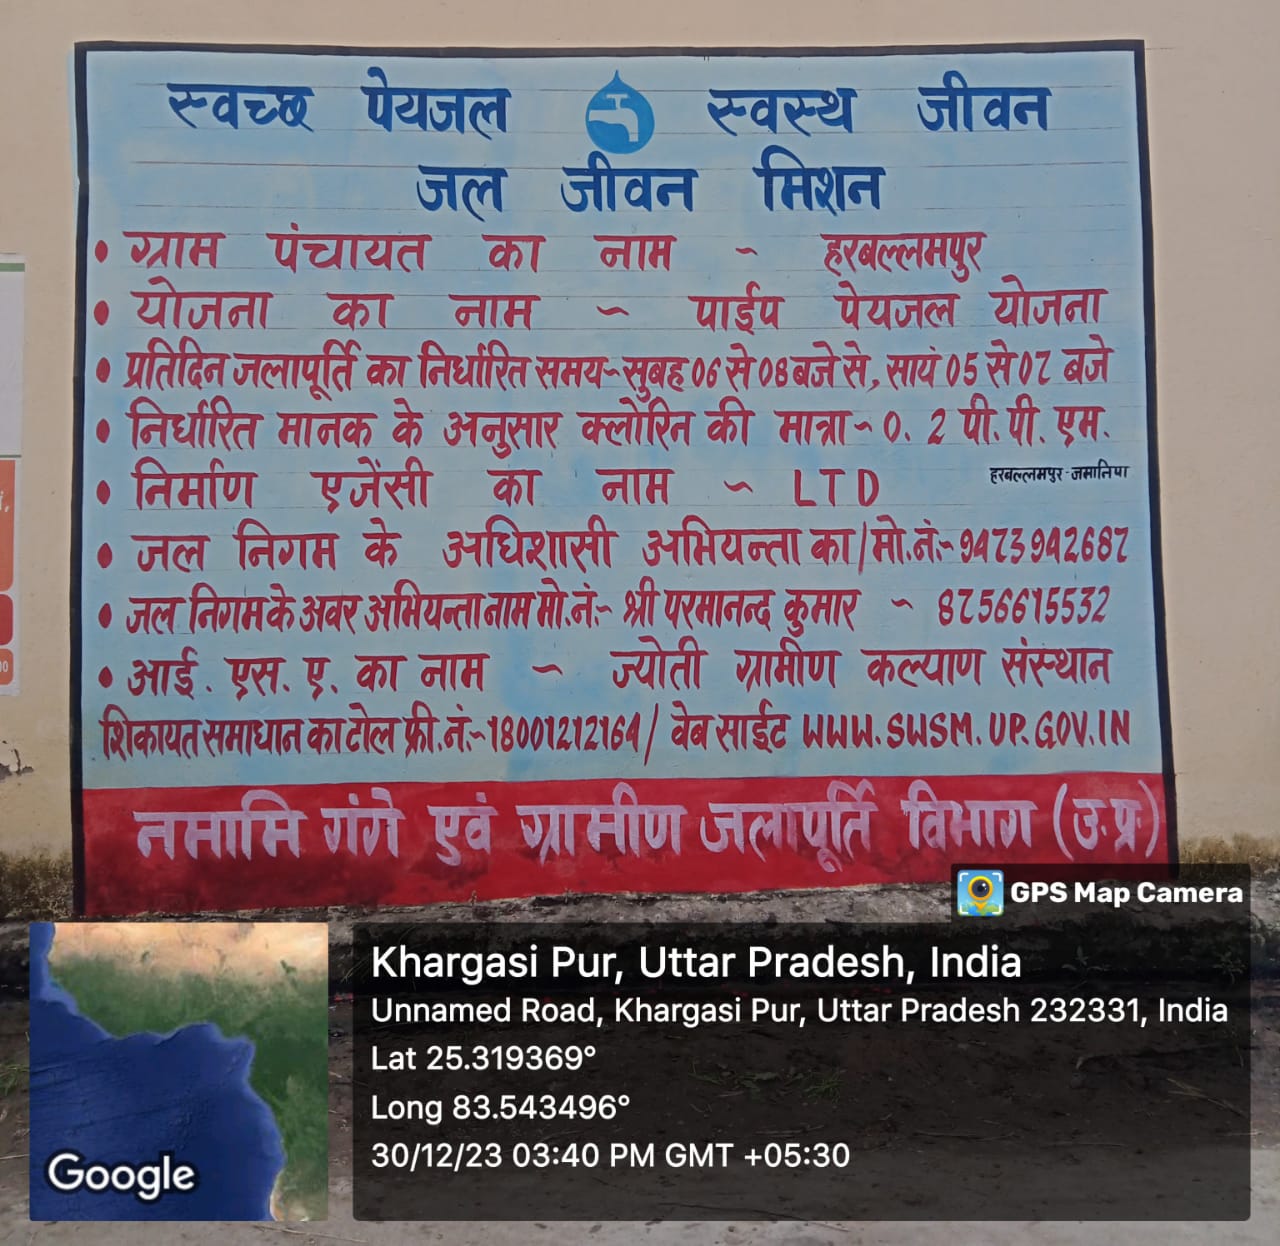 स्वच्छ पेयजल स्वस्थ जीवन
जल जीवन मिशन
• ग्राम पंचायत का नाम ~ हरबल्लमपुर
• योजना का नाम ~ पाईप पेयजल योजना
• प्रतिदिन जलापूर्ति का निर्धारित समय~सुबह 06 से 08 बजे से, सायं 05 से 07 बजे
• निर्धारित मानक के अनुसार क्लोरिन की मात्रा~ 0. 2 पी. पी. एम.
• निर्माण एजेंसी का नाम ~ LTD
हरबल्लमपुर-जमानिया
• जल निगम के अधिशासी अभियन्ता का/मो.नं:-9473942687
• जल निगम के अवर अभियन्ता नाम मो.नं:- श्री परमानन्द कुमार ~ 8756615532
• आई. एस. ए. का नाम ~ ज्योती ग्रामीण कल्याण संस्थान
शिकायत समाधान का टोल फ्री.नं:-18001212164/ वेब साईट WWW.SWSM.UP.GOV.IN
नमामि गंगे एवं ग्रामीण जलापूर्ति विभाग (उ.प्र.)
GPS Map Camera
Khargasi Pur, Uttar Pradesh, India
Unnamed Road, Khargasi Pur, Uttar Pradesh 232331, India
Lat 25.319369°
Long 83.543496°
30/12/23 03:40 PM GMT +05:30
Google